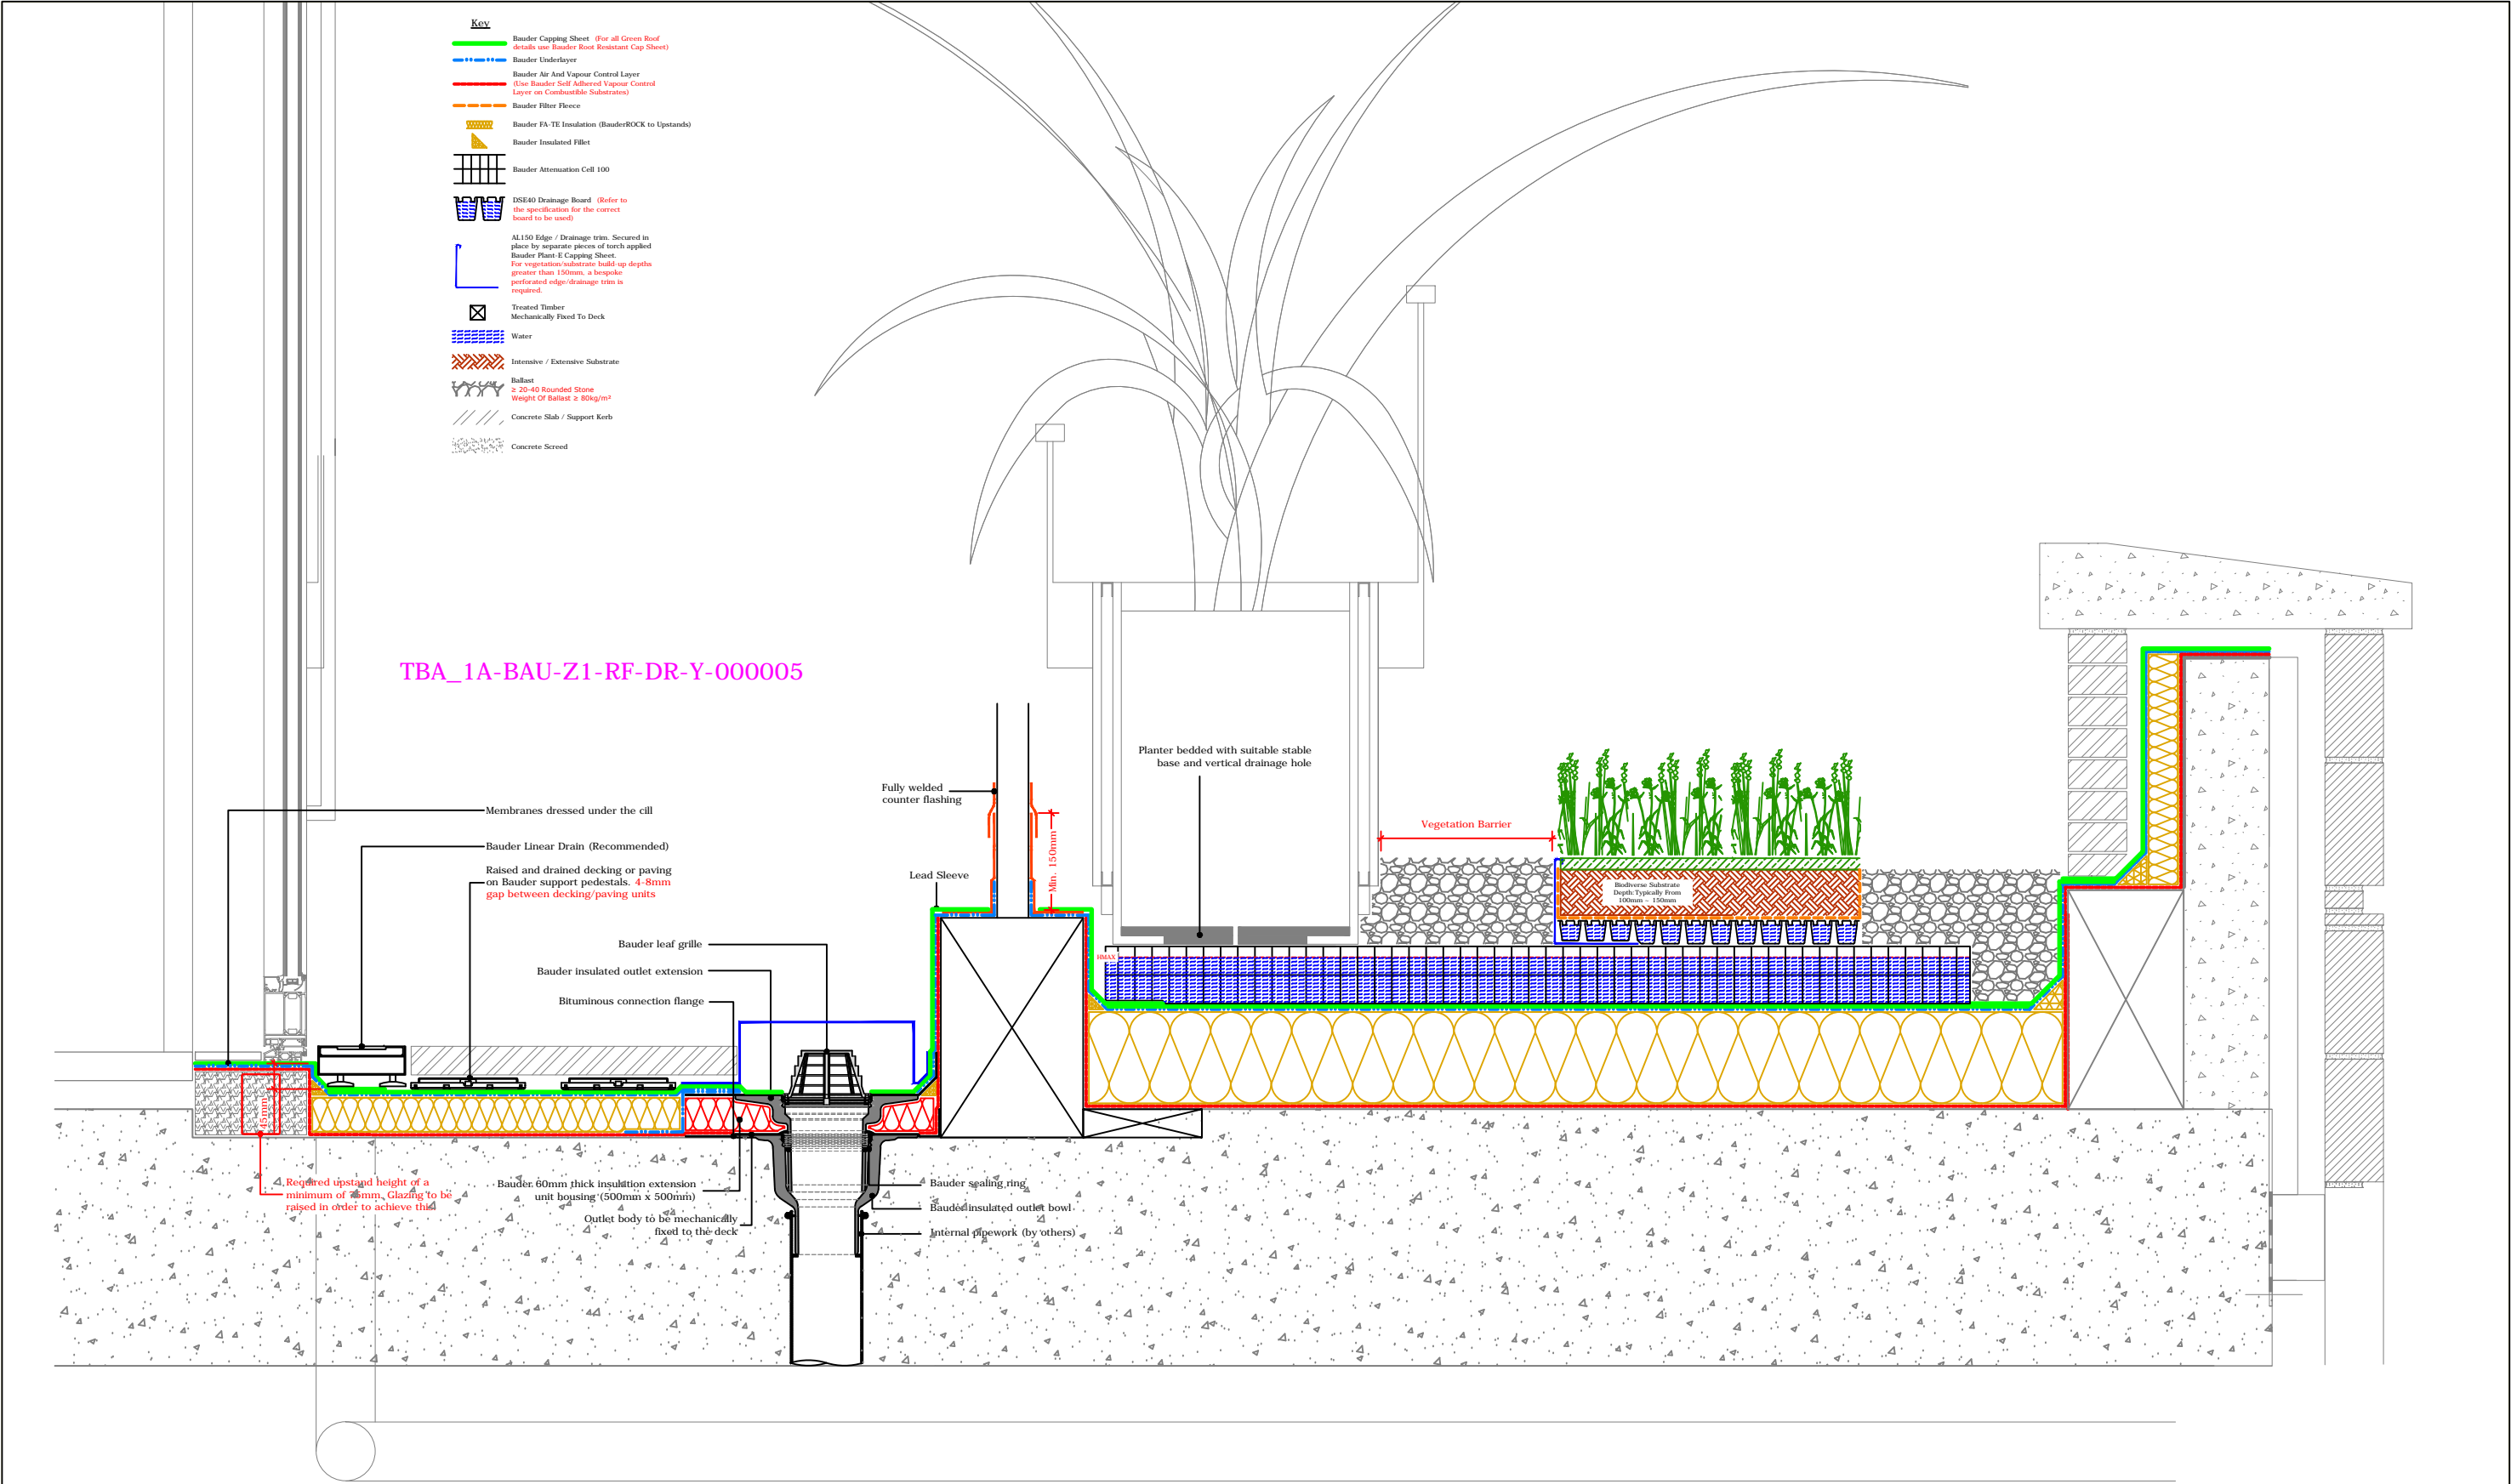 Key
Bauder Capping Sheet (For all Green Roof
details use Bauder Root Resistant Cap Sheet)
Bauder Underlayer
Bauder Air And Vapour Control Layer
(Use Bauder Self Adhered Vapour Control
Layer on Combustible Substrates)
Bauder Filter Fleece
Bauder FA-TE Insulation (BauderROCK to Upstands)
Bauder Insulated Fillet
Bauder Attenuation Cell 100
DSE40 Drainage Board (Refer to
the specification for the correct
board to be used)
AL150 Edge / Drainage trim. Secured in
place by separate pieces of torch applied
Bauder Plant-E Capping Sheet.
For vegetation/substrate build-up depths
greater than 150mm, a bespoke
perforated edge/drainage trim is
required.
Treated Timber
Mechanically Fixed To Deck
Water
Intensive / Extensive Substrate
Ballast
≥ 20-40 Rounded Stone
Weight Of Ballast ≥ 80kg/m²
Concrete Slab / Support Kerb
Concrete Screed
TBA_1A-BAU-Z1-RF-DR-Y-000005
Planter bedded with suitable stable
base and vertical drainage hole
Fully welded
counter flashing
Membranes dressed under the cill
Vegetation Barrier
Min. 150mm
Bauder Linear Drain (Recommended)
Raised and drained decking or paving
on Bauder support pedestals. 4-8mm
gap between decking/paving units
Lead Sleeve
Biodiverse Substrate
Depth: Typically From
100mm - 150mm
Bauder leaf grille
HMAX
Bauder insulated outlet extension
Bituminous connection flange
Required upstand height of a
minimum of 75mm. Glazing to be
raised in order to achieve this.
Bauder 60mm thick insulation extension
unit housing (500mm x 500mm)
Outlet body to be mechanically
fixed to the deck
Bauder sealing ring
Bauder insulated outlet bowl
Internal pipework (by others)